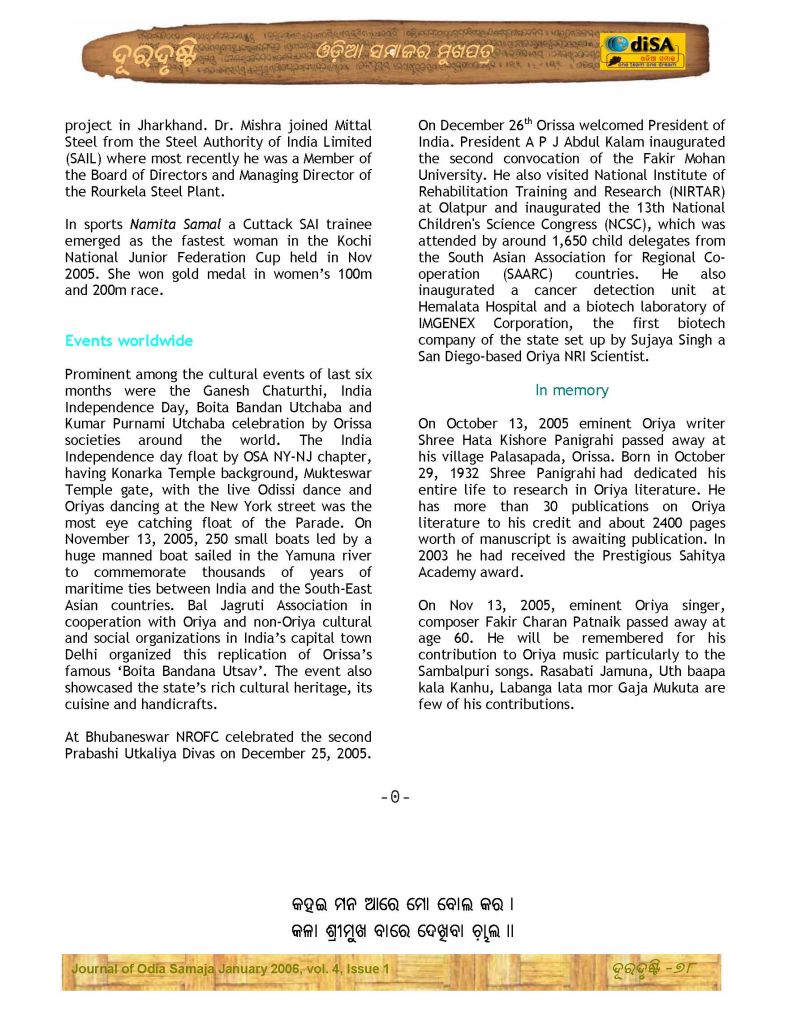 ଦୂରଦୃଷ୍ଟି
ଓଡ଼ିଆ ସମାଜର ମୁଖପତ୍ର
diSA
ଓଡ଼ିଆ ସମାଜ
one team one dream
project in Jharkhand. Dr. Mishra joined Mittal
Steel from the Steel Authority of India Limited
(SAIL) where most recently he was a Member of
the Board of Directors and Managing Director of
the Rourkela Steel Plant.
In sports Namita Samal a Cuttack SAI trainee
emerged as the fastest woman in the Kochi
National Junior Federation Cup held in Nov
2005. She won gold medal in women’s 100m
and 200m race.
Events worldwide
Prominent among the cultural events of last six
months were the Ganesh Chaturthi, India
Independence Day, Boita Bandan Utchaba and
Kumar Purnami Utchaba celebration by Orissa
societies around the world. The India
Independence day float by OSA NY-NJ chapter,
having Konarka Temple background, Mukteswar
Temple gate, with the live Odissi dance and
Oriyas dancing at the New York street was the
most eye catching float of the Parade. On
November 13, 2005, 250 small boats led by a
huge manned boat sailed in the Yamuna river
to commemorate thousands of years of
maritime ties between India and the South-East
Asian countries. Bal Jagruti Association in
cooperation with Oriya and non-Oriya cultural
and social organizations in India’s capital town
Delhi organized this replication of Orissa’s
famous ‘Boita Bandana Utsav’. The event also
showcased the state’s rich cultural heritage, its
cuisine and handicrafts.
At Bhubaneswar NROFC celebrated the second
Prabashi Utkaliya Divas on December 25, 2005.
On December 26th Orissa welcomed President of
India. President A P J Abdul Kalam inaugurated
the second convocation of the Fakir Mohan
University. He also visited National Institute of
Rehabilitation Training and Research (NIRTAR)
at Olatpur and inaugurated the 13th National
Children's Science Congress (NCSC), which was
attended by around 1,650 child delegates from
the South Asian Association for Regional Co-
operation (SAARC) countries. He also
inaugurated a cancer detection unit at
Hemalata Hospital and a biotech laboratory of
IMGENEX Corporation, the first biotech
company of the state set up by Sujaya Singh a
San Diego-based Oriya NRI Scientist.
In memory
On October 13, 2005 eminent Oriya writer
Shree Hata Kishore Panigrahi passed away at
his village Palasapada, Orissa. Born in October
29, 1932 Shree Panigrahi had dedicated his
entire life to research in Oriya literature. He
has more than 30 publications on Oriya
literature to his credit and about 2400 pages
worth of manuscript is awaiting publication. In
2003 he had received the Prestigious Sahitya
Academy award.
On Nov 13, 2005, eminent Oriya singer,
composer Fakir Charan Patnaik passed away at
age 60. He will be remembered for his
contribution to Oriya music particularly to the
Sambalpuri songs. Rasabati Jamuna, Uth baapa
kala Kanhu, Labanga lata mor Gaja Mukuta are
few of his contributions.
-0-
କହଇ ମନ ଆରେ ମୋ ବୋଲ କର ।
କଳା ଶ୍ରୀମୁଖ ବାରେ ଦେଖିବା ଚାଲ ॥
Journal of Odia Samaja January 2006, vol. 4, Issue 1
ଦୂରଦୃଷ୍ଟି -୭୮